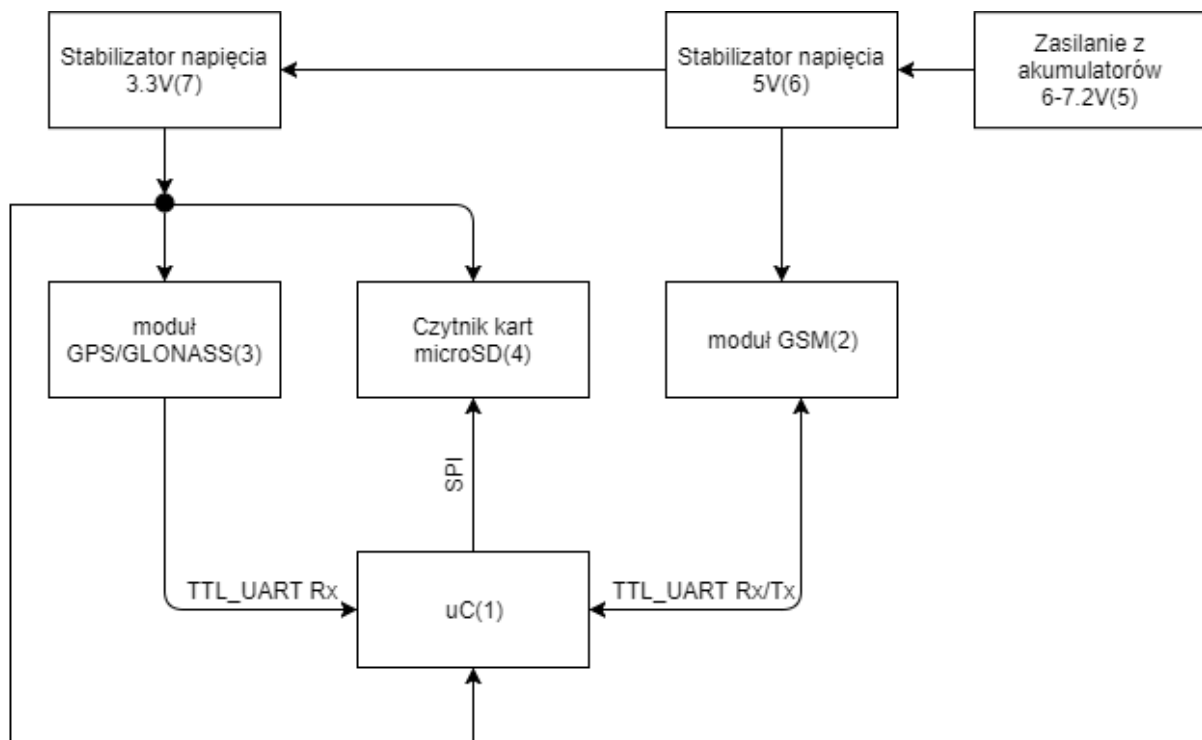 Stabilizator napięcia
3.3V(7)
Stabilizator napięcia
5V(6)
Zasilanie z
akumulatorów
6-7.2V(5)
moduł
GPS/GLONASS(3)
Czytnik kart
microSD(4)
moduł GSM(2)
SPI
TTL_UART Rx
uC(1)
TTL_UART Rx/Tx